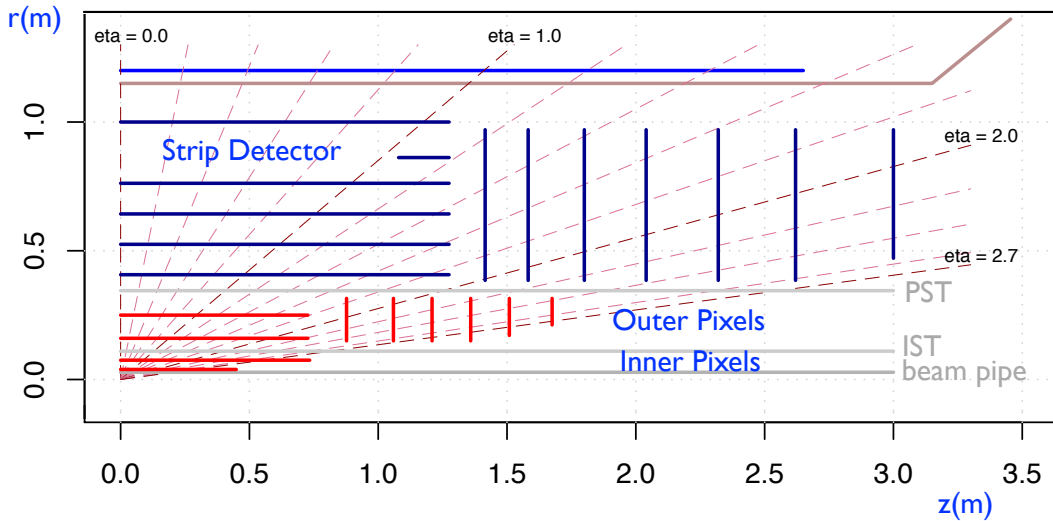 r(m)
eta = 0.0
eta = 1.0
1.0
Strip Detector
eta = 2.0
0.5
eta = 2.7
PST
Outer Pixels
IST
Inner Pixels
beam pipe
0.0
0.0 0.5 1.0 1.5 2.0 2.5 3.0 3.5
z(m)